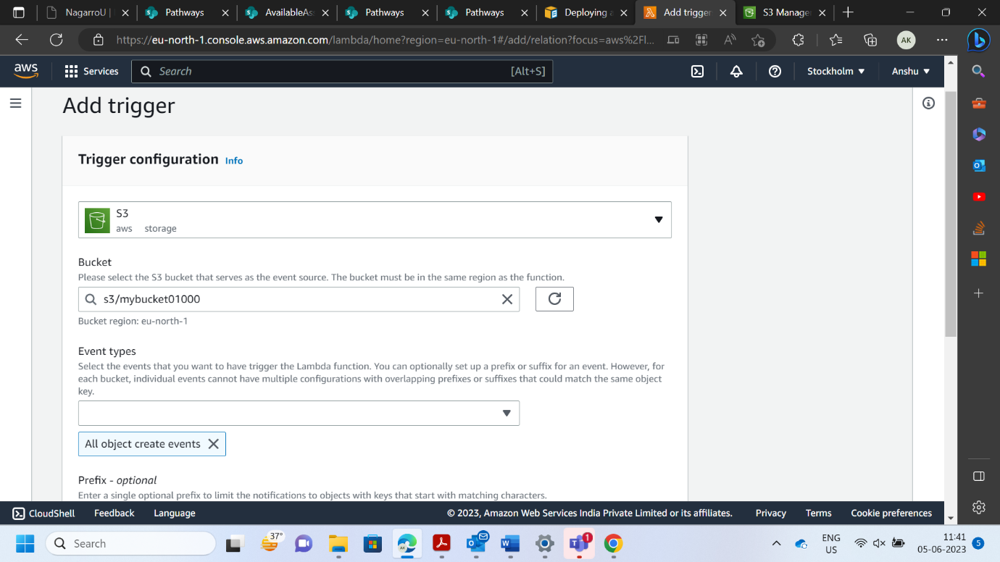 NagarroU |
Pathways
AvailableAs
Pathways
Pathways
Deploying a
Add trigger
S3 Manage
https://eu-north-1.console.aws.amazon.com/lambda/home?region=eu-north-1#/add/relation?focus=aws%2Fl...
AK
aws
Services
Search
[Alt+S]
Stockholm
Anshu
Add trigger
Trigger configuration Info
S3
aws storage
Bucket
Please select the S3 bucket that serves as the event source. The bucket must be in the same region as the function.
s3/mybucket01000
Bucket region: eu-north-1
Event types
Select the events that you want to have trigger the Lambda function. You can optionally set up a prefix or suffix for an event. However, for
each bucket, individual events cannot have multiple configurations with overlapping prefixes or suffixes that could match the same object
key.
All object create events
Prefix - optional
Enter a single optional prefix to limit the notifications to objects with keys that start with matching characters.
CloudShell
Feedback
Language
© 2023, Amazon Web Services India Private Limited or its affiliates.
Privacy
Terms
Cookie preferences
Search
37°
1
ENG
US
11:41
05-06-2023
5